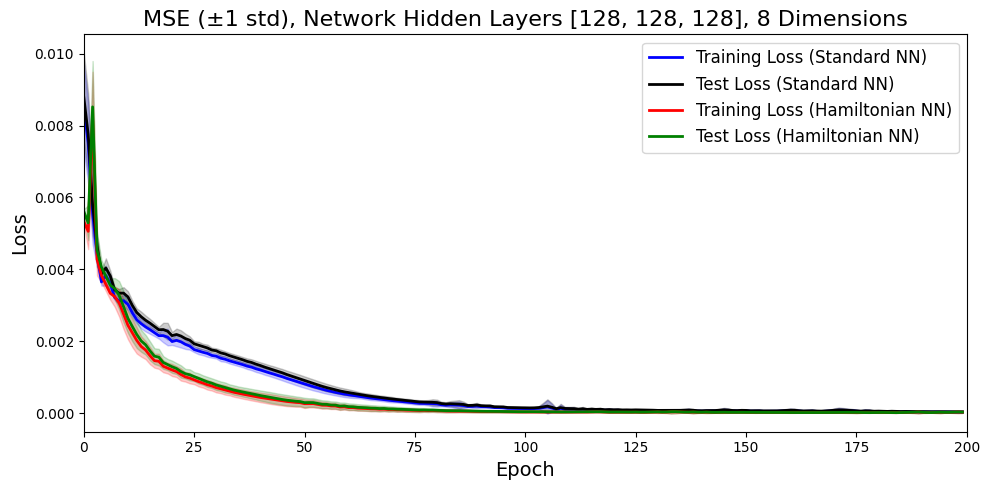 MSE (±1 std), Network Hidden Layers [128, 128, 128], 8 Dimensions
Training Loss (Standard NN)
Test Loss (Standard NN)
Training Loss (Hamiltonian NN)
Test Loss (Hamiltonian NN)
Loss
0.010
0.008
0.006
0.004
0.002
0.000
0 25 50 75 100 125 150 175 200
Epoch